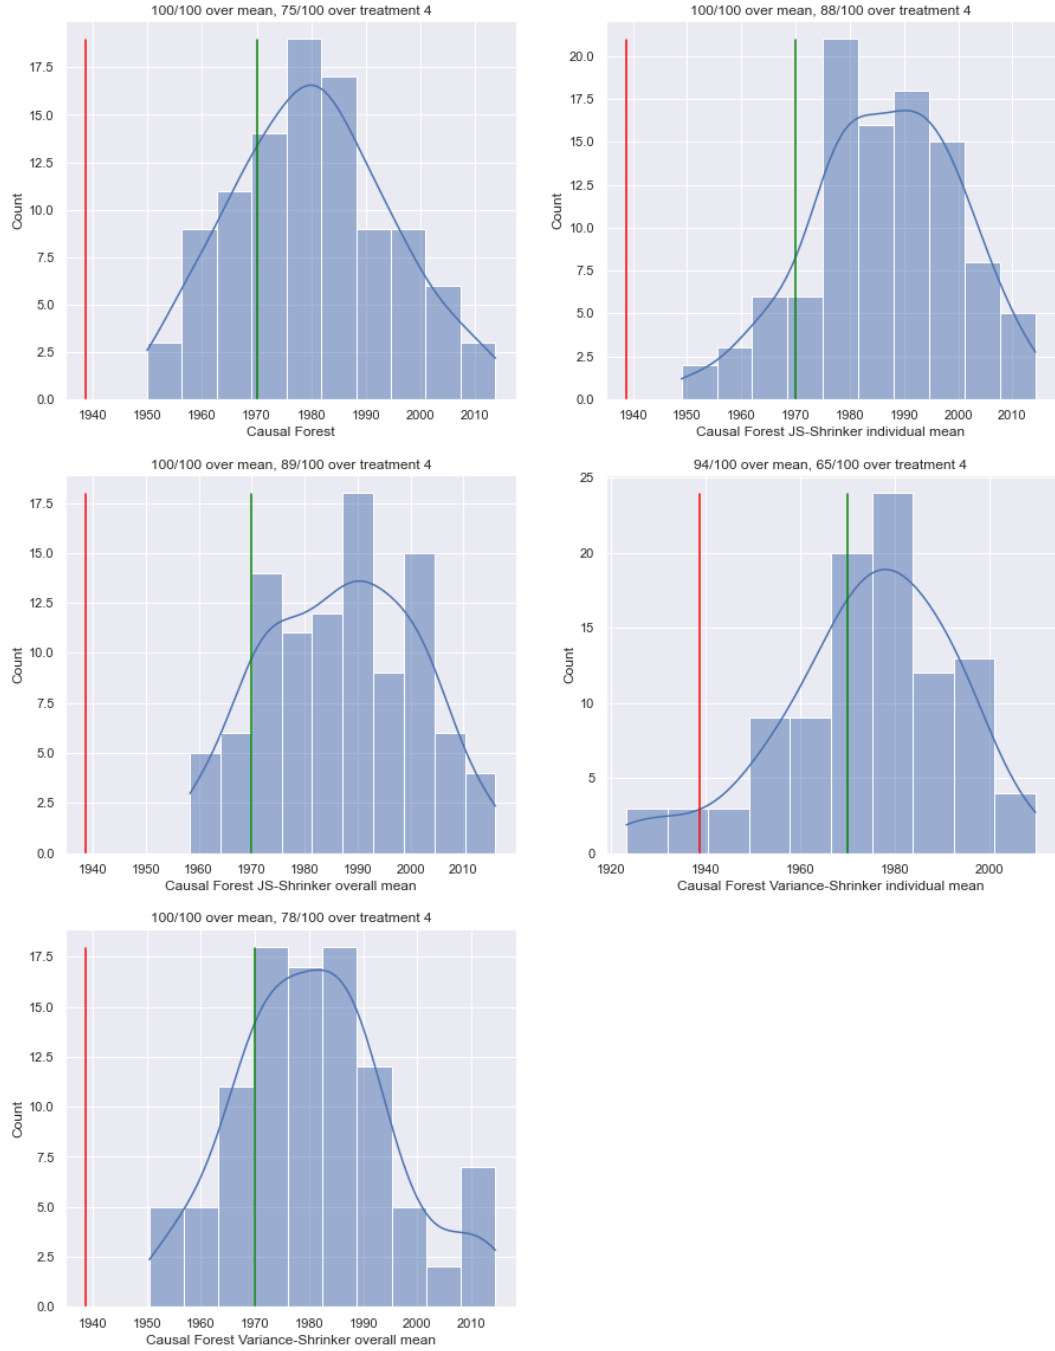 100/100 over mean, 75/100 over treatment 4
17.5
15.0
12.5
10.0
7.5
5.0
2.5
0.0
Count
1940 1950 1960 1970 1980 1990 2000 2010
Causal Forest
100/100 over mean, 88/100 over treatment 4
20.0
17.5
15.0
12.5
10.0
7.5
5.0
2.5
0.0
Count
1940 1950 1960 1970 1980 1990 2000 2010
Causal Forest JS-Shrinker individual mean
100/100 over mean, 89/100 over treatment 4
17.5
15.0
12.5
10.0
7.5
5.0
2.5
0.0
Count
1940 1950 1960 1970 1980 1990 2000 2010
Causal Forest JS-Shrinker overall mean
94/100 over mean, 65/100 over treatment 4
25
20
15
10
5
0
Count
1920 1940 1960 1980 2000
Causal Forest Variance-Shrinker individual mean
100/100 over mean, 78/100 over treatment 4
17.5
15.0
12.5
10.0
7.5
5.0
2.5
0.0
Count
1940 1950 1960 1970 1980 1990 2000 2010
Causal Forest Variance-Shrinker overall mean